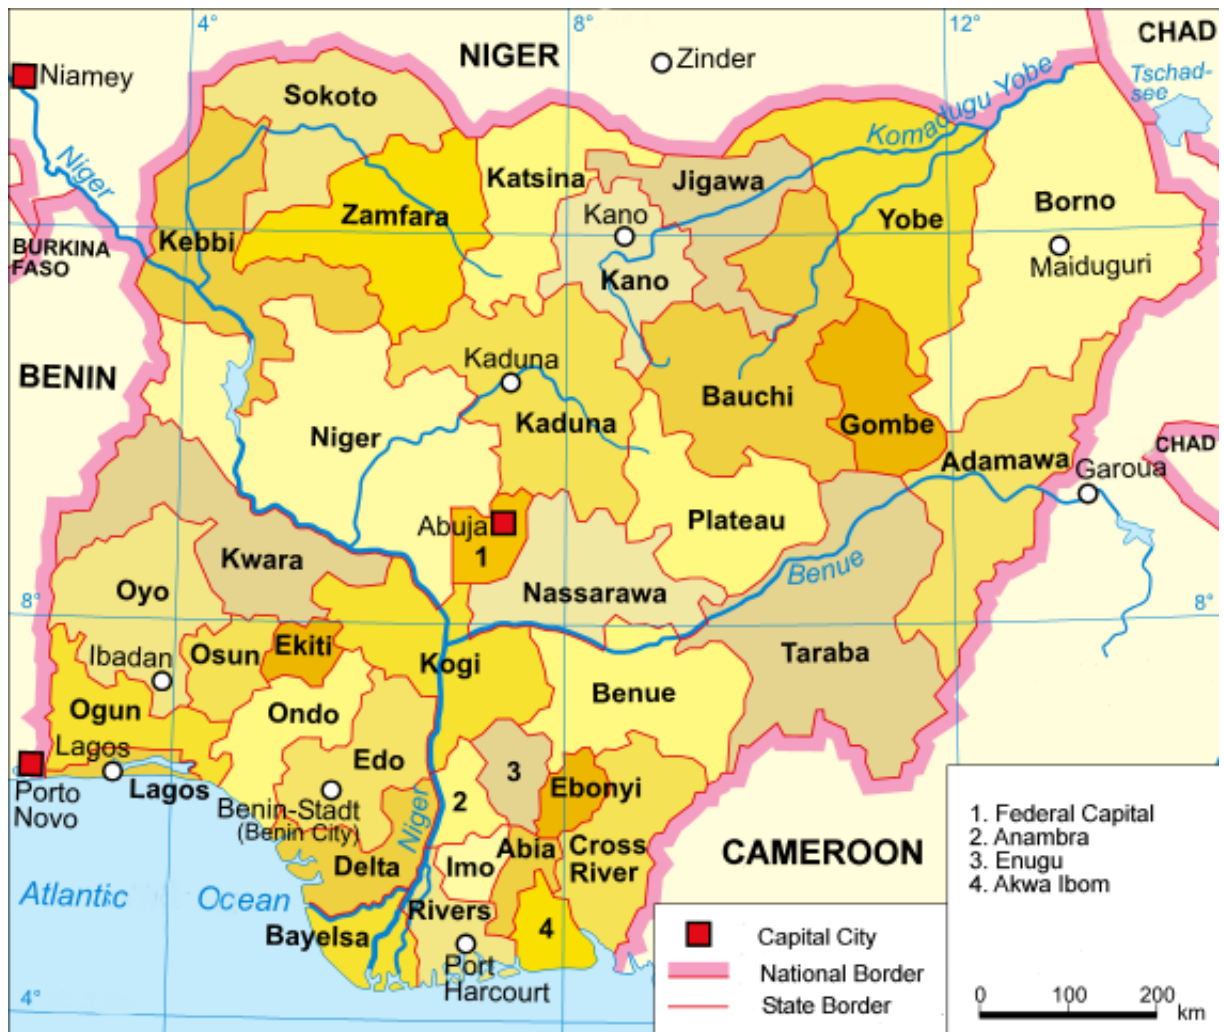 4°
8°
12°
CHAD
NIGER
Zinder
Niamey
Tschad-
see
Sokoto
Komadugu Yobe
Niger
Katsina
Jigawa
Kano
Zamfara
Yobe
Borno
BURKINA
FASO
Kebbi
Maiduguri
Kano
BENIN
Kaduna
Bauchi
Niger
Kaduna
Gombe
CHAD
Adamawa
Garoua
Abuja
Plateau
1
Kwara
Benue
Oyo
Nassarawa
8°
8°
Ekiti
Ibadan
Osun
Kogi
Taraba
Benue
Ogun
Ondo
Lagos
Edo
3
Ebonyi
Porto
Novo
Lagos
Benin-Stadt
(Benin City)
Niger
2
Delta
Imo
Abia
Cross
River
CAMEROON
Atlantic Ocean
Rivers
Bayelsa
4
Port
Harcourt
4°
1. Federal Capital
2. Anambra
3. Enugu
4. Akwa Ibom
Capital City
National Border
State Border
0 100 200
km